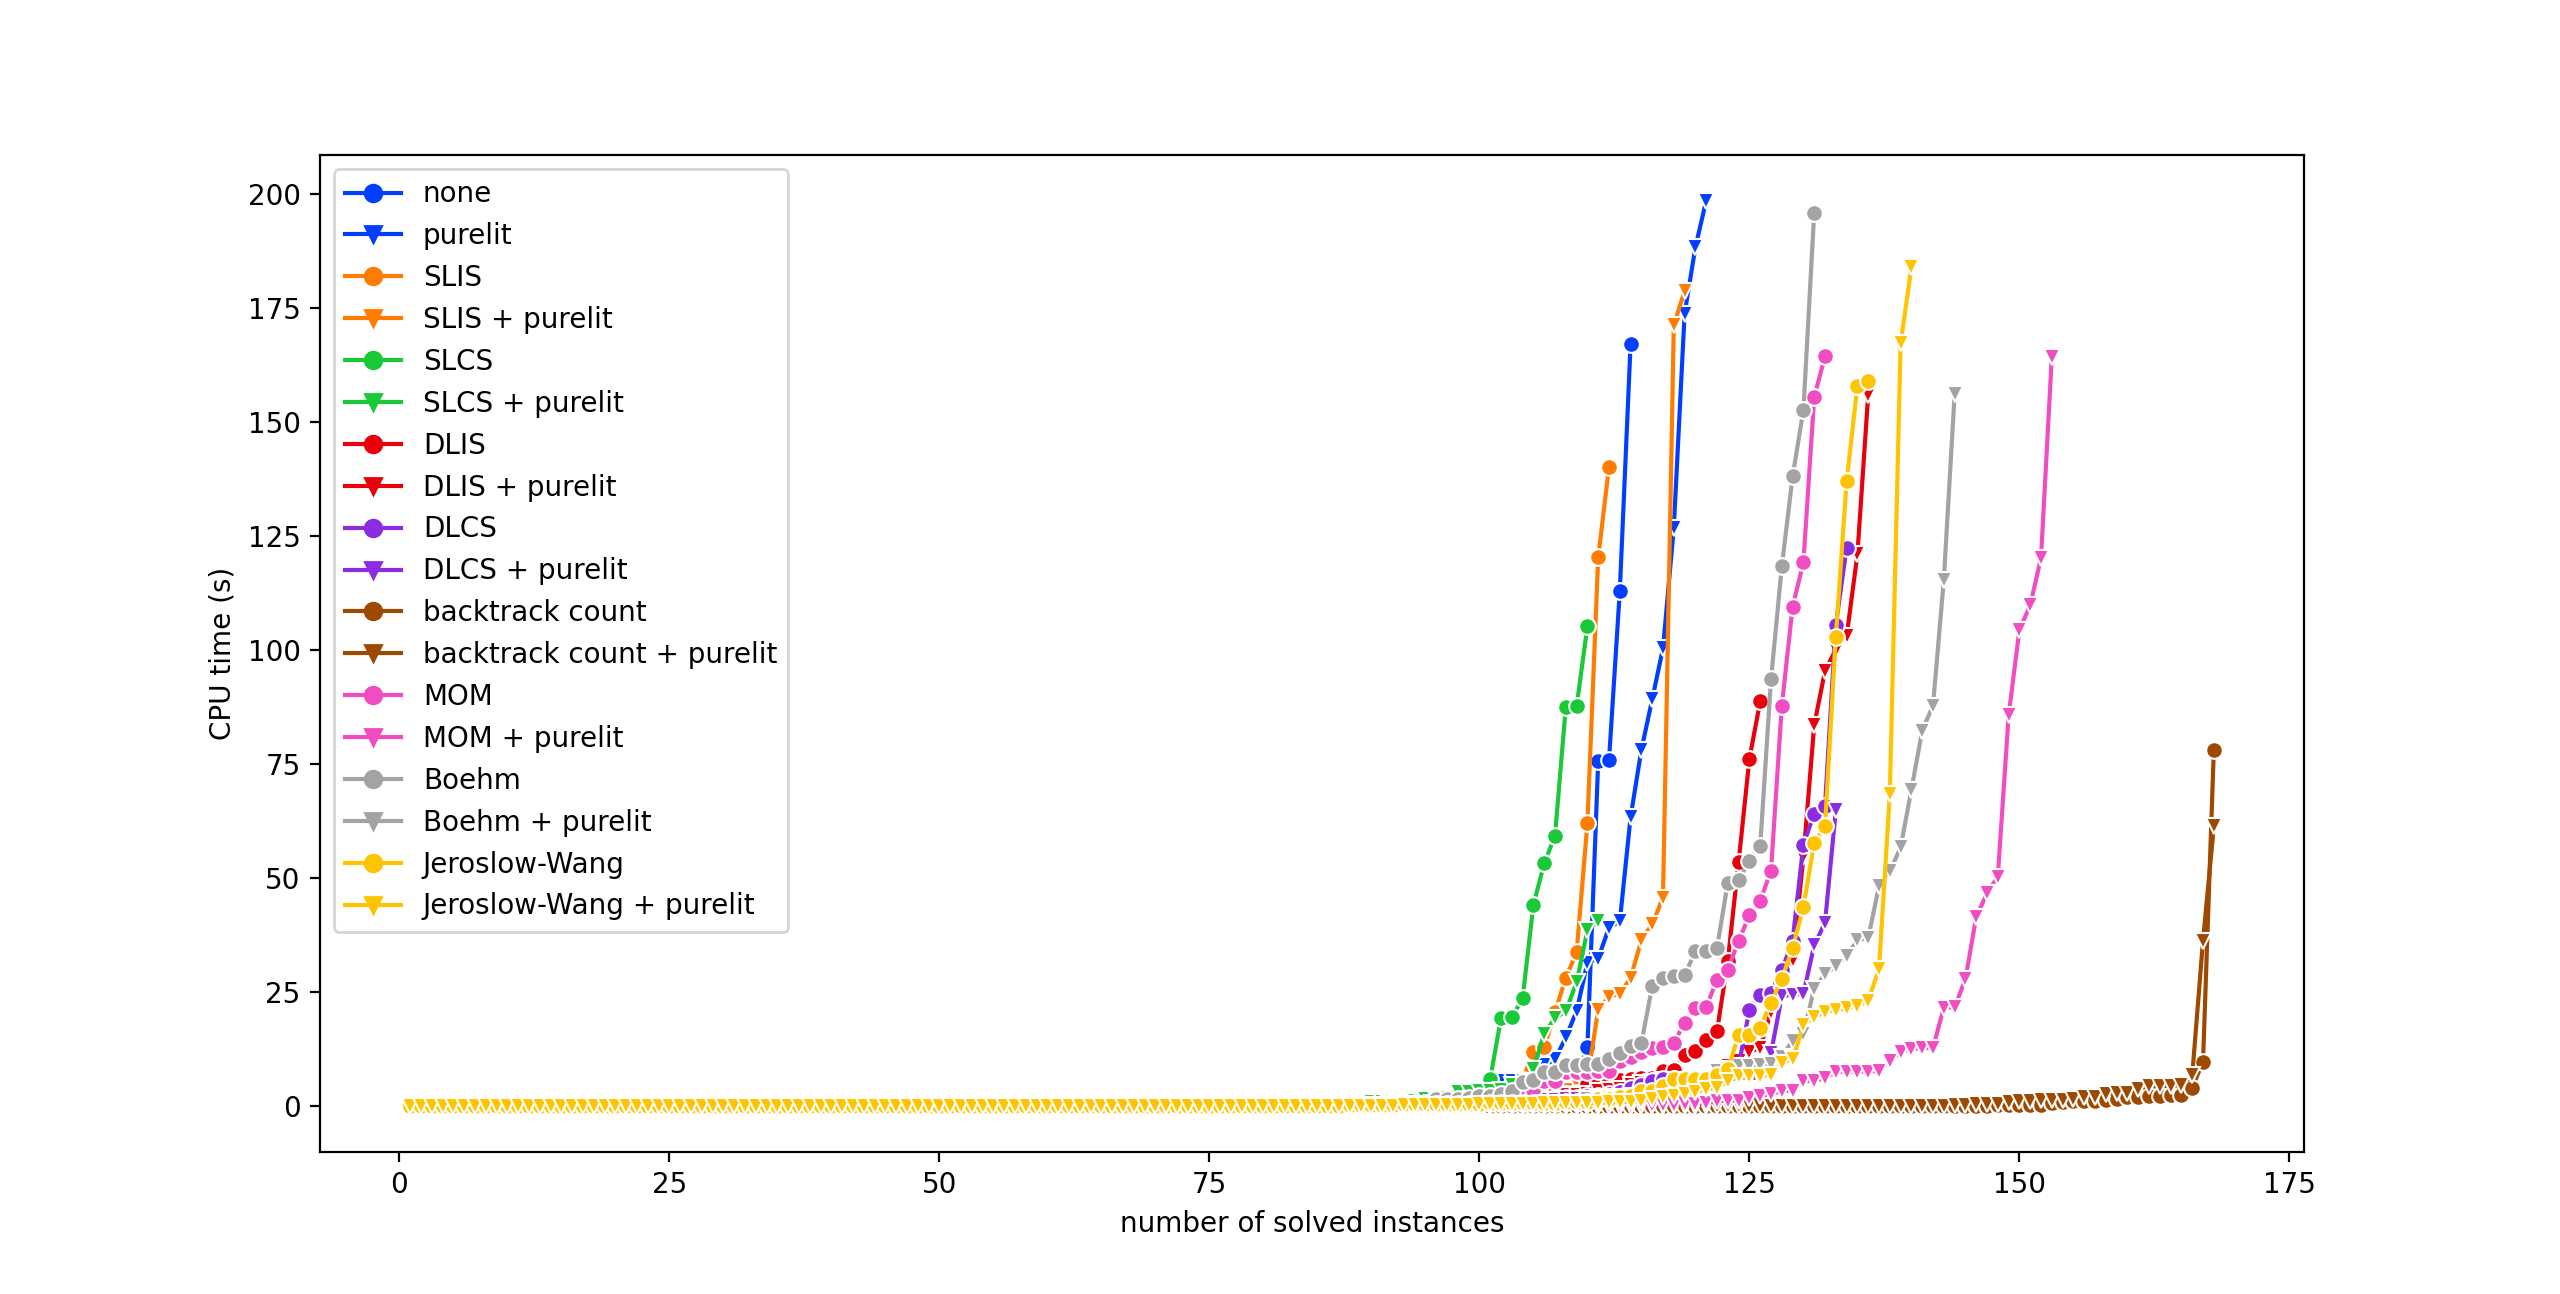 none
purelit
SLIS
SLIS + purelit
SLCS
SLCS + purelit
DLIS
DLIS + purelit
DLCS
DLCS + purelit
backtrack count
backtrack count + purelit
MOM
MOM + purelit
Boehm
Boehm + purelit
Jeroslow-Wang
Jeroslow-Wang + purelit
200
175
150
125
100
75
50
25
0
CPU time (s)
0 25 50 75 100 125 150 175
number of solved instances